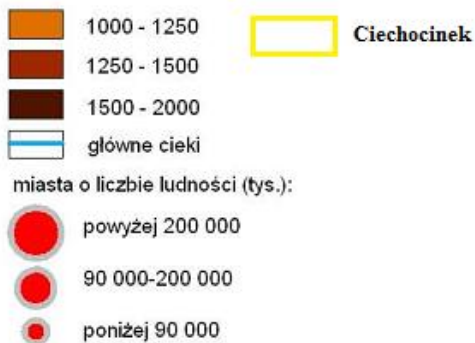 1000 - 1250
Ciechocinek
1250 - 1500
1500 - 2000
główne cieki
miasta o liczbie ludności (tys.):
powyżej 200 000
90 000-200 000
poniżej 90 000